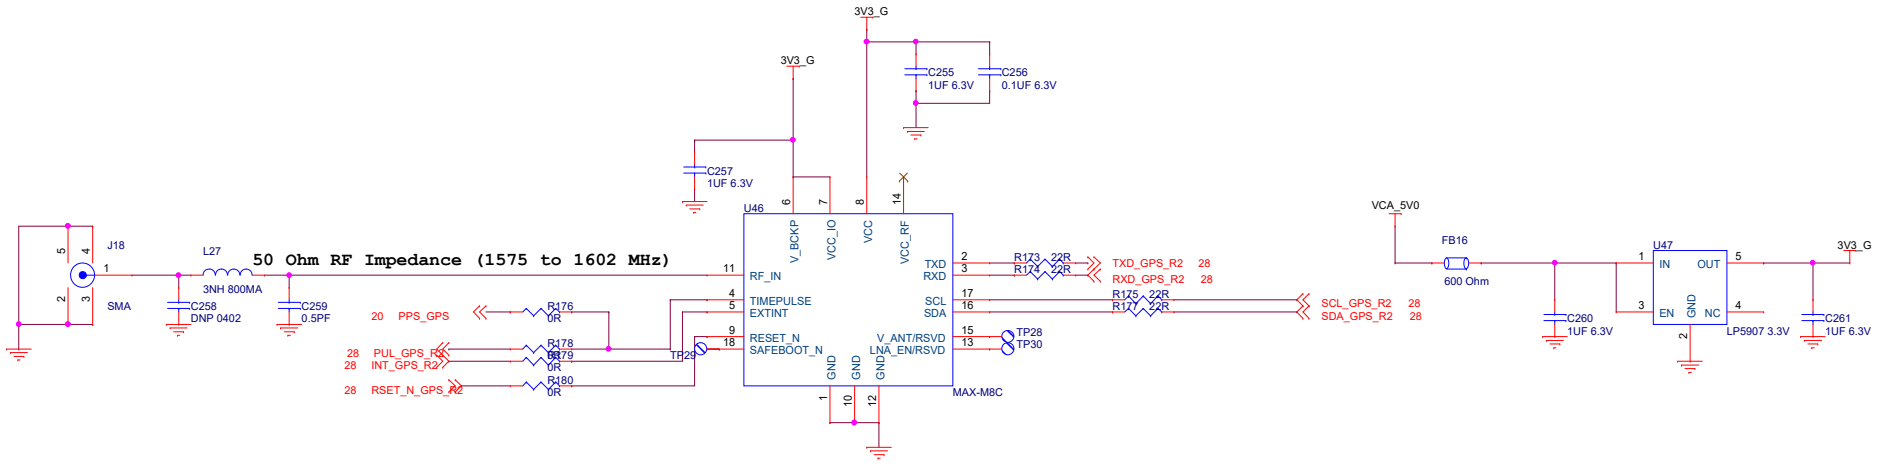 3V3_G
3V3_G
C255
1UF 6.3V
C256
0.1UF 6.3V
C257
1UF 6.3V
U46
6
7
8
14
V_BCKP
VCC_IO
VCC
VCC_RF
VCA_5V0
J18
5
4
1
2
3
SMA
L27
3NH 800MA
50 Ohm RF Impedance (1575 to 1602 MHz)
C258
DNP 0402
C259
0.5PF
11 RF_IN
4 TIMEPULSE
5 EXTINT
9 RESET_N
18 SAFEBOOT_N
TXD 2
RXD 3
SCL 17
SDA 16
V_ANT/RSVD 15
LNA_EN/RSVD 13
GND
GND
GND
1
10
12
MAX-M8C
20 PPS_GPS
R176
0R
28 PUL_GPS_R2
R178
0R
28 INT_GPS_R2
R179
0R
28 RSET_N_GPS_R2
R180
0R
TP29
R173 22R
TXD_GPS_R2 28
R174 22R
RXD_GPS_R2 28
R175 22R
SCL_GPS_R2 28
R177 22R
SDA_GPS_R2 28
TP28
TP30
FB16
600 Ohm
C260
1UF 6.3V
U47
1 IN
OUT 5
3 EN
NC 4
GND
2
LP5907 3.3V
3V3_G
C261
1UF 6.3V